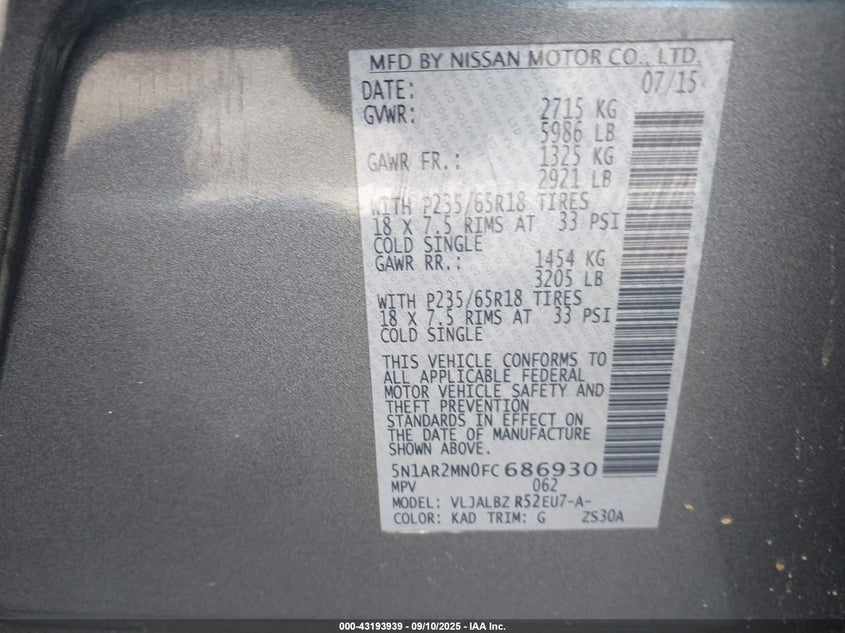 MFD BY NISSAN MOTOR CO., LTD.
DATE: 07/15
GVWR: 2715 KG
5986 LB
GAWR FR.: 1325 KG
2921 LB
WITH P235/65R18 TIRES
18 X 7.5 RIMS AT 33 PSI
COLD SINGLE
GAWR RR.: 1454 KG
3205 LB
WITH P235/65R18 TIRES
18 X 7.5 RIMS AT 33 PSI
COLD SINGLE
THIS VEHICLE CONFORMS TO
ALL APPLICABLE FEDERAL
MOTOR VEHICLE SAFETY AND
THEFT PREVENTION
STANDARDS IN EFFECT ON
THE DATE OF MANUFACTURE
SHOWN ABOVE.
5N1AR2MN0FC686930
MPV 062
MODEL: VLJALBZ R52EU7-A-
COLOR: KAD TRIM: G ZS30A
000-43193939 - 09/10/2025 - IAA Inc.